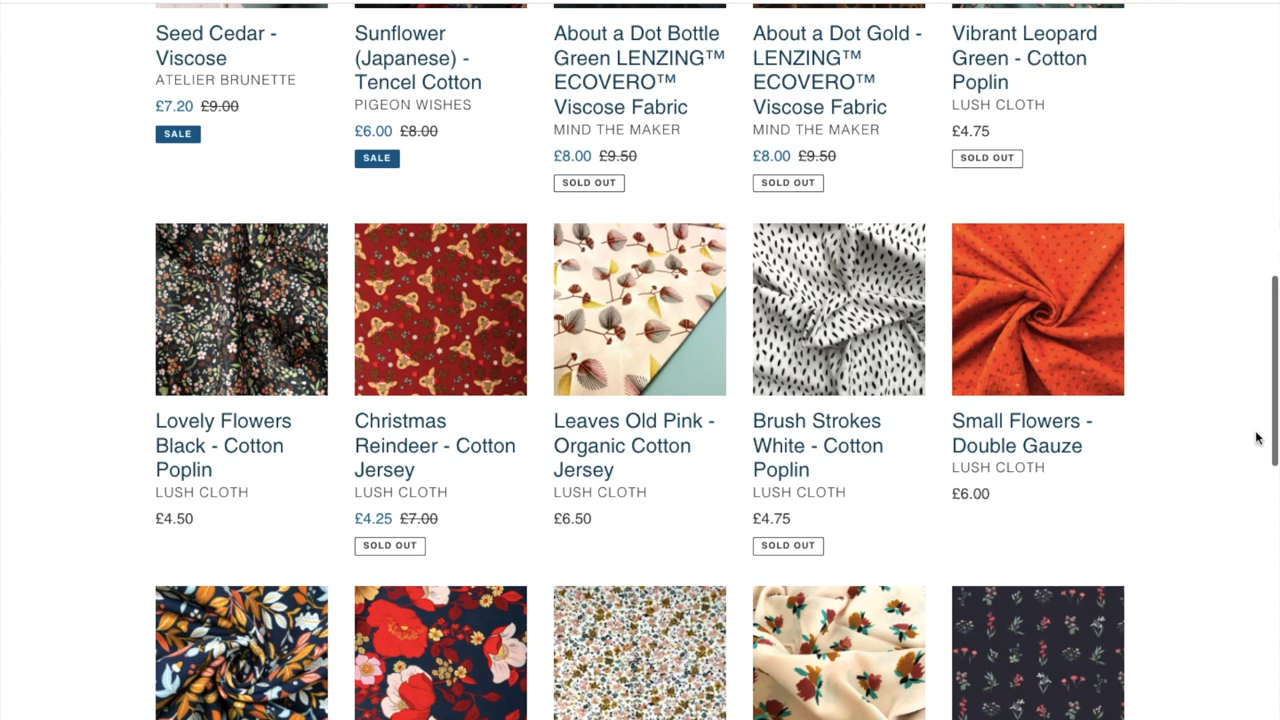 Seed Cedar -
Viscose
ATELIER BRUNETTE
£7.20 £9.00
SALE
Sunflower
(Japanese) -
Tencel Cotton
PIGEON WISHES
£6.00 £8.00
SALE
About a Dot Bottle
Green LENZING™
ECOVERO™
Viscose Fabric
MIND THE MAKER
£8.00 £9.50
SOLD OUT
About a Dot Gold -
LENZING™
ECOVERO™
Viscose Fabric
MIND THE MAKER
£8.00 £9.50
SOLD OUT
Vibrant Leopard
Green - Cotton
Poplin
LUSH CLOTH
£4.75
SOLD OUT
Lovely Flowers
Black - Cotton
Poplin
LUSH CLOTH
£4.50
Christmas
Reindeer - Cotton
Jersey
LUSH CLOTH
£4.25 £7.00
SOLD OUT
Leaves Old Pink -
Organic Cotton
Jersey
LUSH CLOTH
£6.50
Brush Strokes
White - Cotton
Poplin
LUSH CLOTH
£4.75
SOLD OUT
Small Flowers -
Double Gauze
LUSH CLOTH
£6.00